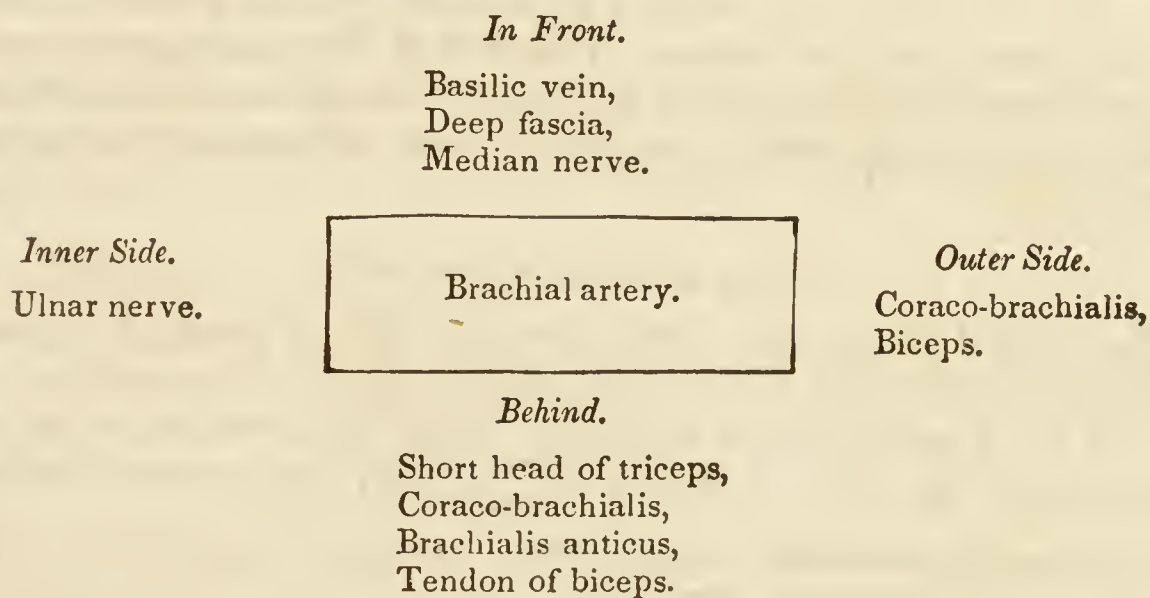 In Front.
Basilic vein,
Deep fascia,
Median nerve.
Inner Side.
Ulnar nerve.
Brachial artery.
Outer Side.
Coraco-brachialis,
Biceps.
Behind.
Short head of triceps,
Coraco-brachialis,
Brachialis anticus,
Tendon of biceps.